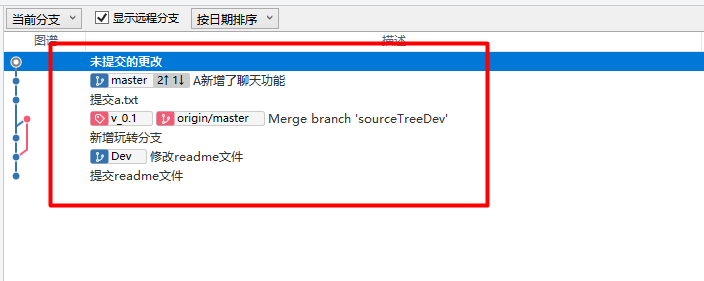 当前分支 显示远程分支 按日期排序
图谱 描述
未提交的更改
master 2↑ 1↓ A新增了聊天功能
提交a.txt
v_0.1 origin/master Merge branch 'sourceTreeDev'
新增玩转分支
Dev 修改readme文件
提交readme文件